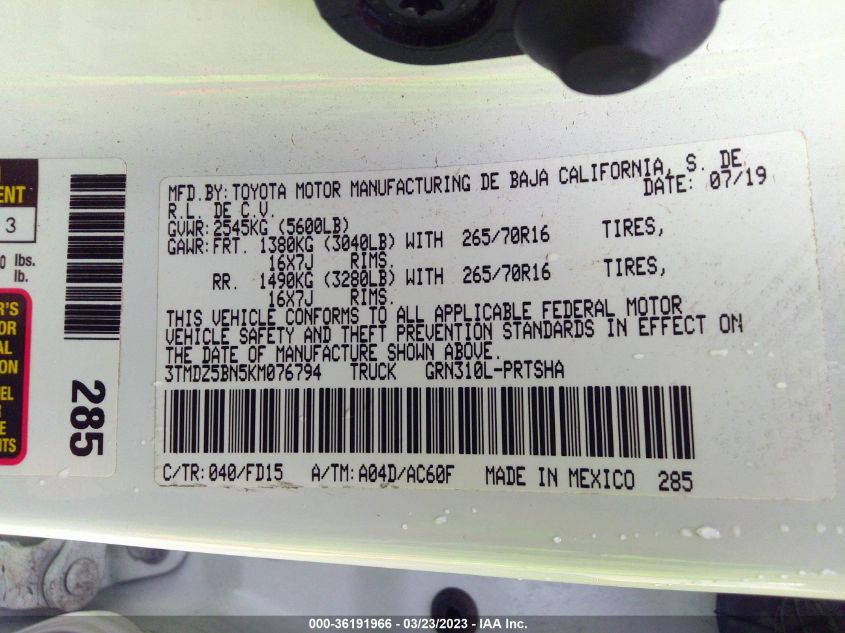 MFD. BY: TOYOTA MOTOR MANUFACTURING DE BAJA CALIFORNIA, S. DE
R.L. DE C.V. DATE: 07/19
GVWR: 2545KG (5600LB)
GAWR: FRT. 1380KG (3040LB) WITH 265/70R16 TIRES,
16X7J RIMS.
RR. 1490KG (3280LB) WITH 265/70R16 TIRES,
16X7J RIMS.
THIS VEHICLE CONFORMS TO ALL APPLICABLE FEDERAL MOTOR
VEHICLE SAFETY AND THEFT PREVENTION STANDARDS IN EFFECT ON
THE DATE OF MANUFACTURE SHOWN ABOVE.
3TMDZ5BN5KM076794 TRUCK GRN310L-PRTSHA
C/TR: 040/FD15 A/TM: A04D/AC60F MADE IN MEXICO 285
3
lbs.
lb.
285
000-36191966 - 03/23/2023 - IAA Inc.